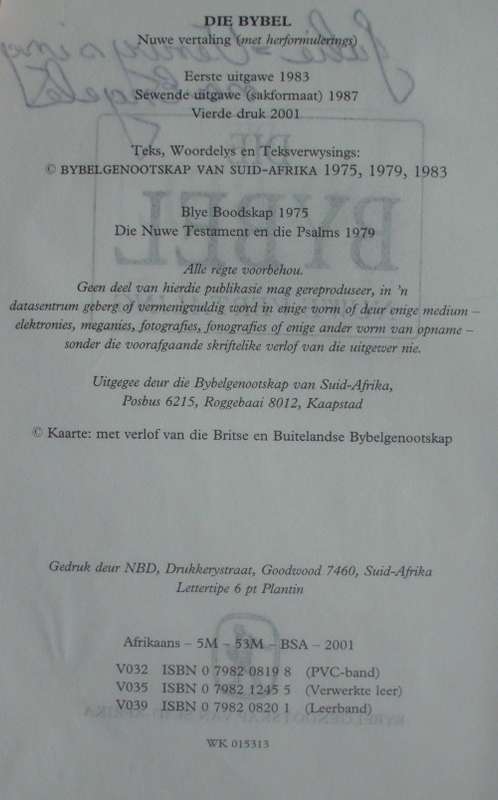 DIE BYBEL
Nuwe vertaling (met herformulerings)
Eerste uitgawe 1983
Sewende uitgawe (sakformaat) 1987
Vierde druk 2001
Teks, Woordelys en Teksverwysings:
© BYBELGENOOTSKAP VAN SUID-AFRIKA 1975, 1979, 1983
Blye Boodskap 1975
Die Nuwe Testament en die Psalms 1979
Alle regte voorbehou.
Geen deel van hierdie publikasie mag gereproduseer, in 'n
datasentrum geberg of vermenigvuldig word in enige vorm of deur enige medium –
elektronies, meganies, fotografies, fonografies of enige ander vorm van opname –
sonder die voorafgaande skriftelike verlof van die uitgewer nie.
Uitgegee deur die Bybelgenootskap van Suid-Afrika,
Posbus 6215, Roggebaai 8012, Kaapstad
© Kaarte: met verlof van die Britse en Buitelandse Bybelgenootskap
Gedruk deur NBD, Drukkerystraat, Goodwood 7460, Suid-Afrika
Lettertipe 6 pt Plantin
Afrikaans – 5M – 53M – BSA – 2001
V032 ISBN 0 7982 0819 8 (PVC-band)
V035 ISBN 0 7982 1245 5 (Verwerkte leer)
V039 ISBN 0 7982 0820 1 (Leerband)
WK 015313